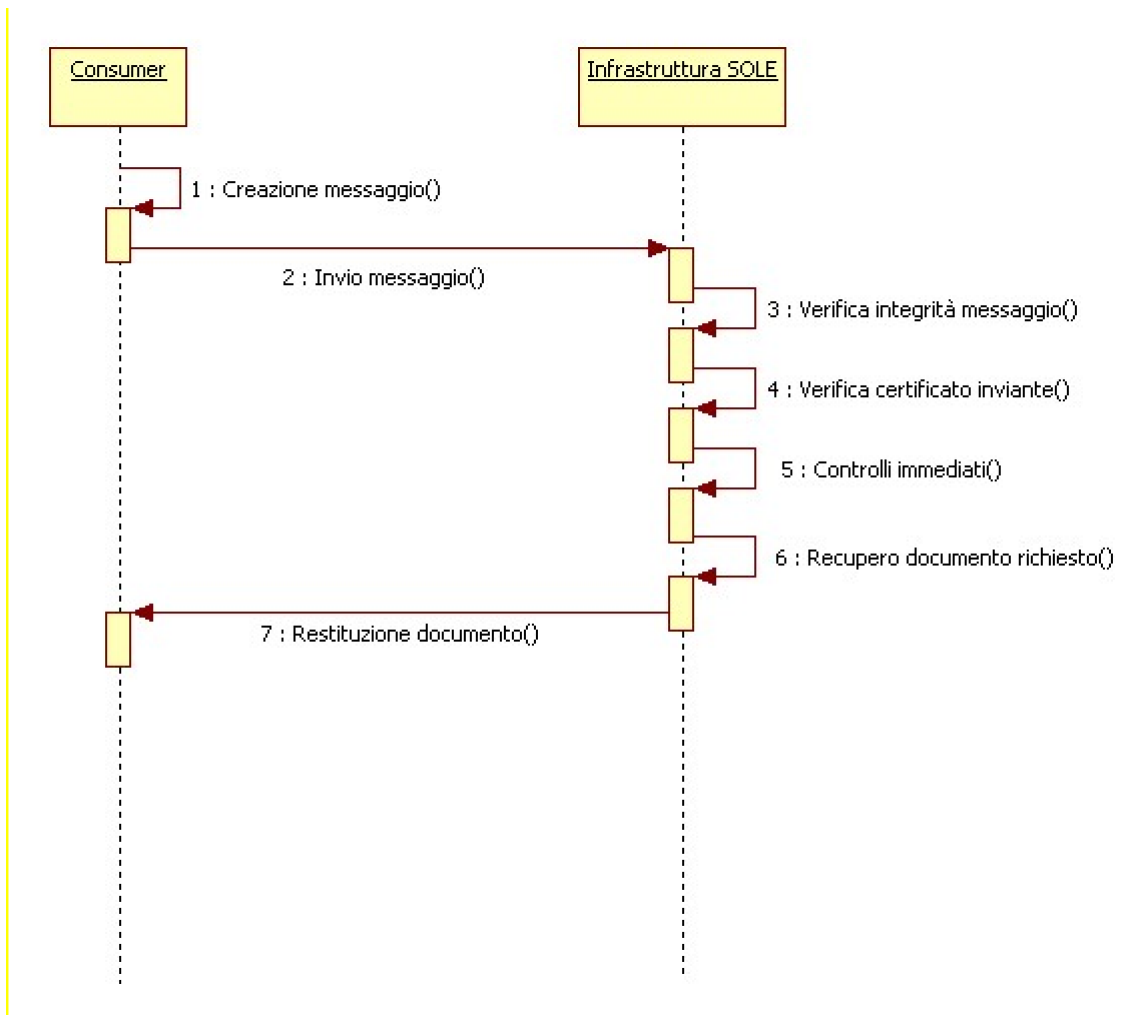 Consumer
Infrastruttura SOLE
1 : Creazione messaggio()
2 : Invio messaggio()
3 : Verifica integrità messaggio()
4 : Verifica certificato inviante()
5 : Controlli immediati()
6 : Recupero documento richiesto()
7 : Restituzione documento()